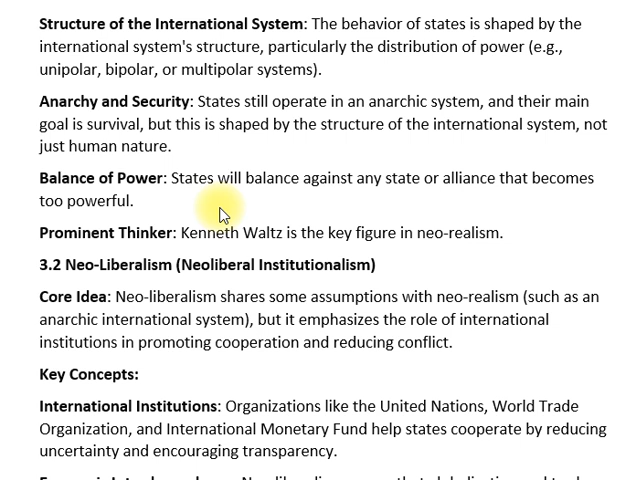 Structure of the International System: The behavior of states is shaped by the
international system's structure, particularly the distribution of power (e.g.,
unipolar, bipolar, or multipolar systems).
Anarchy and Security: States still operate in an anarchic system, and their main
goal is survival, but this is shaped by the structure of the international system, not
just human nature.
Balance of Power: States will balance against any state or alliance that becomes
too powerful.
Prominent Thinker: Kenneth Waltz is the key figure in neo-realism.
3.2 Neo-Liberalism (Neoliberal Institutionalism)
Core Idea: Neo-liberalism shares some assumptions with neo-realism (such as an
anarchic international system), but it emphasizes the role of international
institutions in promoting cooperation and reducing conflict.
Key Concepts:
International Institutions: Organizations like the United Nations, World Trade
Organization, and International Monetary Fund help states cooperate by reducing
uncertainty and encouraging transparency.